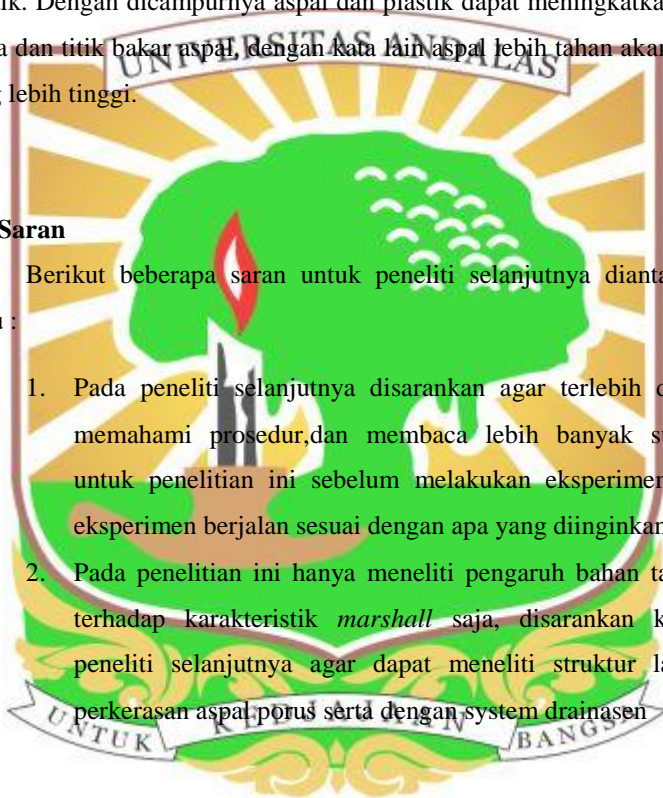 ik. Dengan dicampurnya aspal dan plastik dapat meningkatka
a dan titik bakar aspal, dengan kata lain aspal lebih tahan akan
g lebih tinggi.
UNIVERSITAS ANDALAS
Saran
Berikut beberapa saran untuk peneliti selanjutnya dianta
u :
1. Pada peneliti selanjutnya disarankan agar terlebih d
memahami prosedur,dan membaca lebih banyak su
untuk penelitian ini sebelum melakukan eksperimen
eksperimen berjalan sesuai dengan apa yang diinginkan
2. Pada penelitian ini hanya meneliti pengaruh bahan ta
terhadap karakteristik marshall saja, disarankan k
peneliti selanjutnya agar dapat meneliti struktur la
perkerasan aspal porus serta dengan system drainasen
UNTUK KEDJAJAAN BANGSA